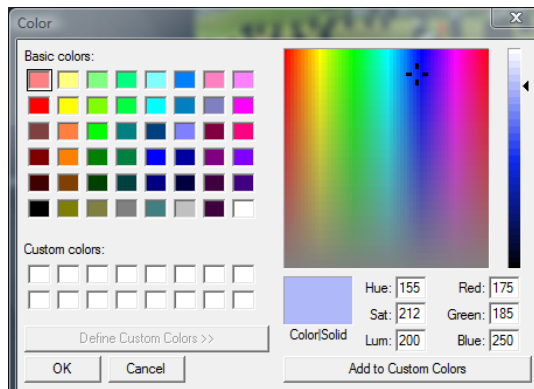 Color
X
Basic colors:
Custom colors:
Define Custom Colors >>
OK
Cancel
Color|Solid
Hue: 155
Sat: 212
Lum: 200
Red: 175
Green: 185
Blue: 250
Add to Custom Colors